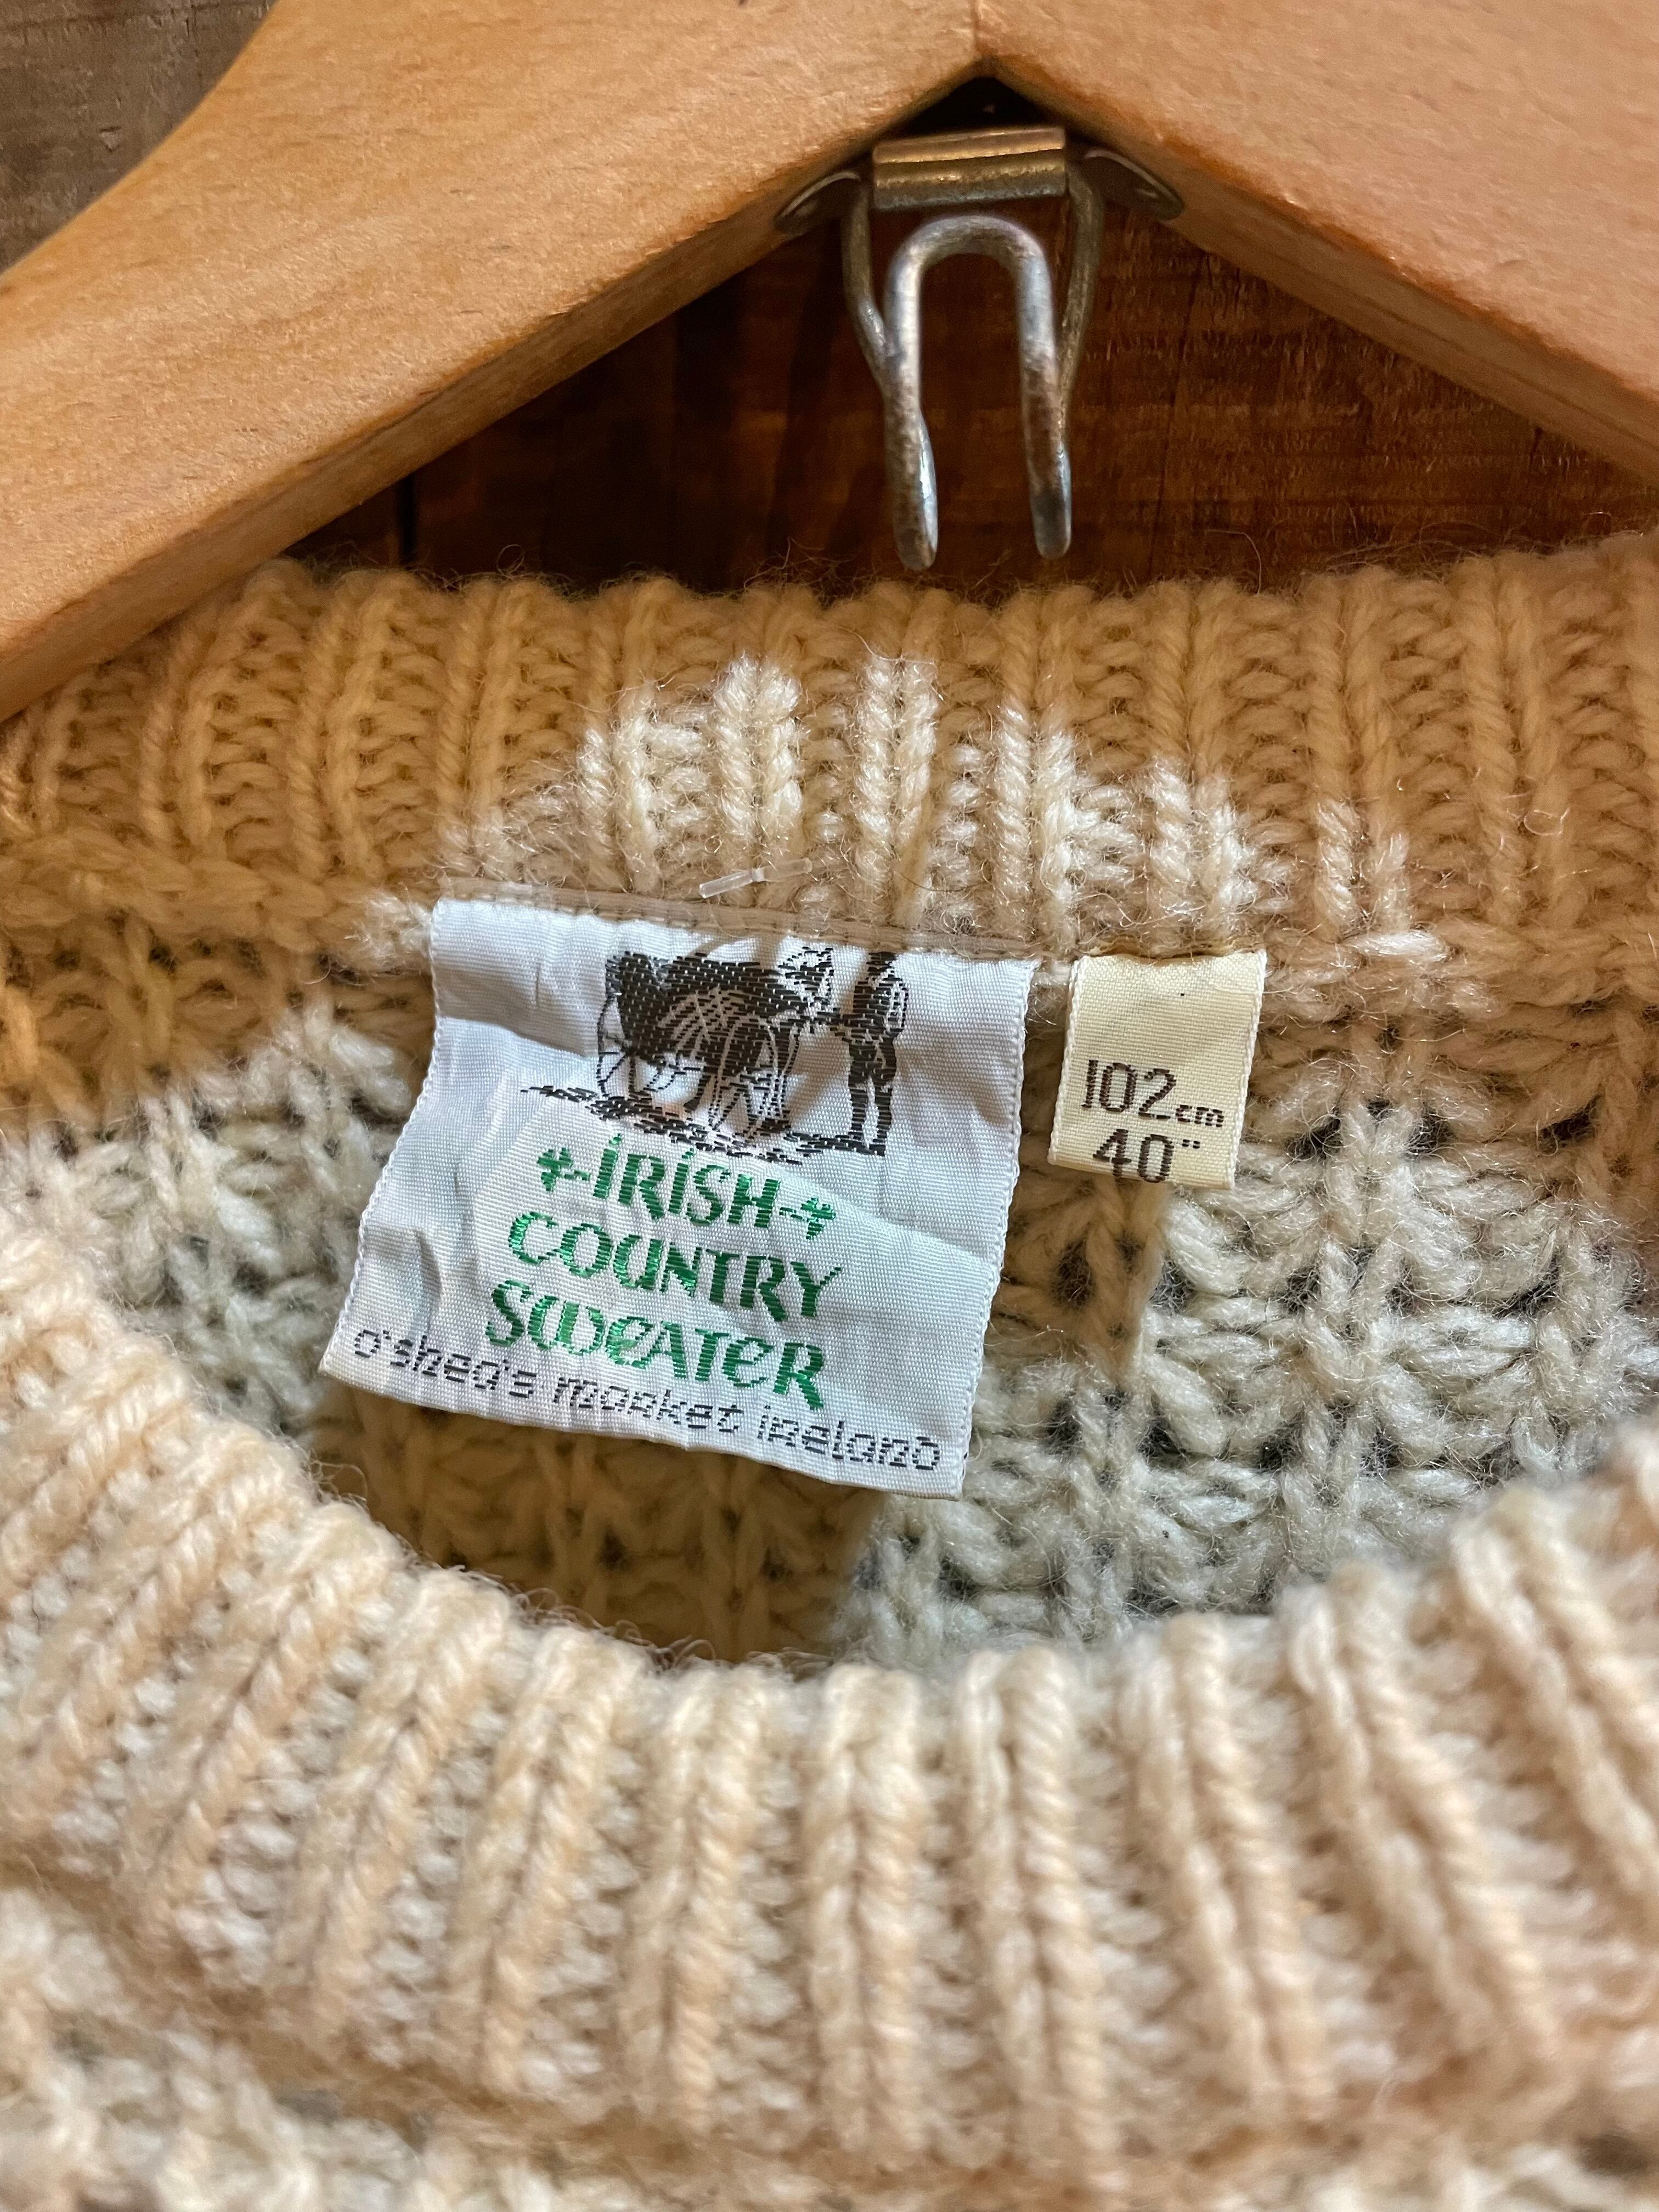 IRISH
COUNTRY
SWEATER
o'shea's market ireland
102cm
40"